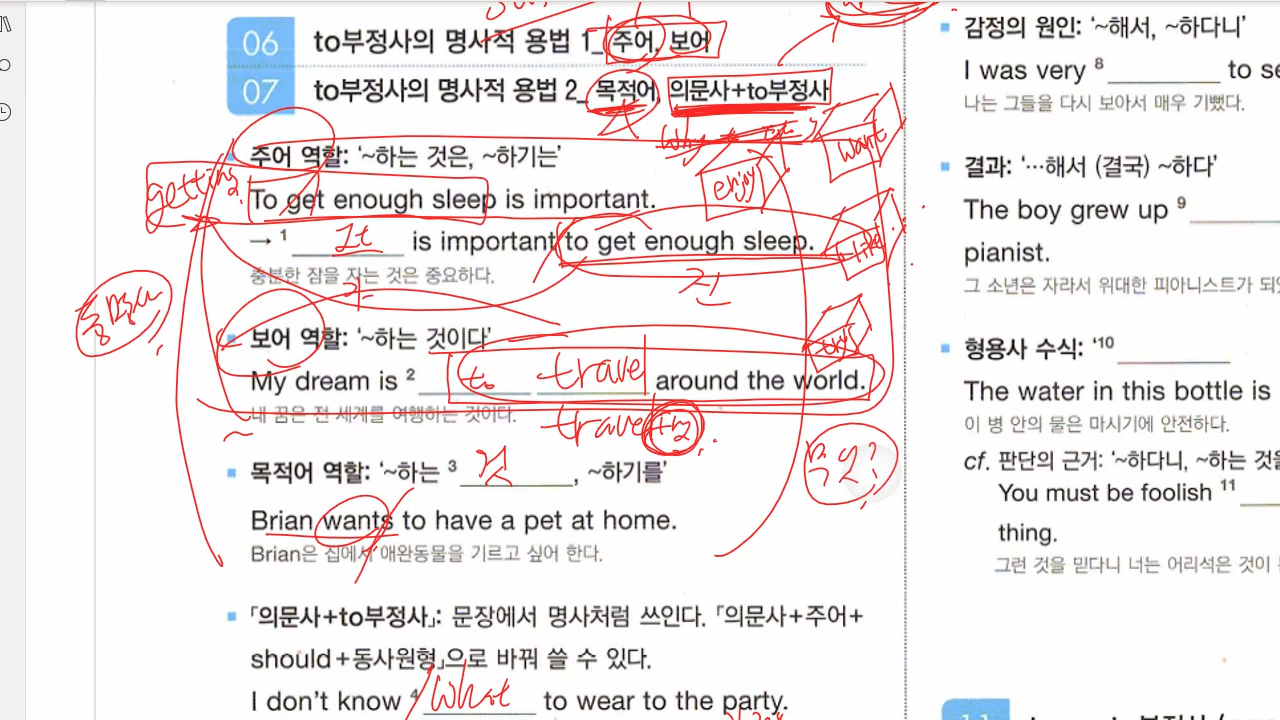 06 to부정사의 명사적 용법 1_ 주어, 보어
07 to부정사의 명사적 용법 2_ 목적어, 의문사+to부정사
why
want
enjoy
like
try
주어 역할: '~하는 것은, ~하기는'
getting
To get enough sleep is important.
→ 1 It is important to get enough sleep.
충분한 잠을 자는 것은 중요하다.
가
진
동명사
보어 역할: '~하는 것이다'
My dream is 2 to travel around the world.
내 꿈은 전 세계를 여행하는 것이다.
목적어 역할: '~하는 3 것, ~하기를'
Brian wants to have a pet at home.
Brian은 집에서 애완동물을 기르고 싶어 한다.
「의문사+to부정사」: 문장에서 명사처럼 쓰인다. 「의문사+주어+
should+동사원형」으로 바꿔 쓸 수 있다.
I don't know 4 what to wear to the party.
감정의 원인: '~해서, ~하다니'
I was very 8 to se
나는 그들을 다시 보아서 매우 기뻤다.
결과: '…해서 (결국) ~하다'
The boy grew up 9
pianist.
그 소년은 자라서 위대한 피아니스트가 되었
형용사 수식: '10
The water in this bottle is
이 병 안의 물은 마시기에 안전하다.
cf. 판단의 근거: '~하다니, ~하는 것을
You must be foolish 11
thing.
그런 것을 믿다니 너는 어리석은 것이